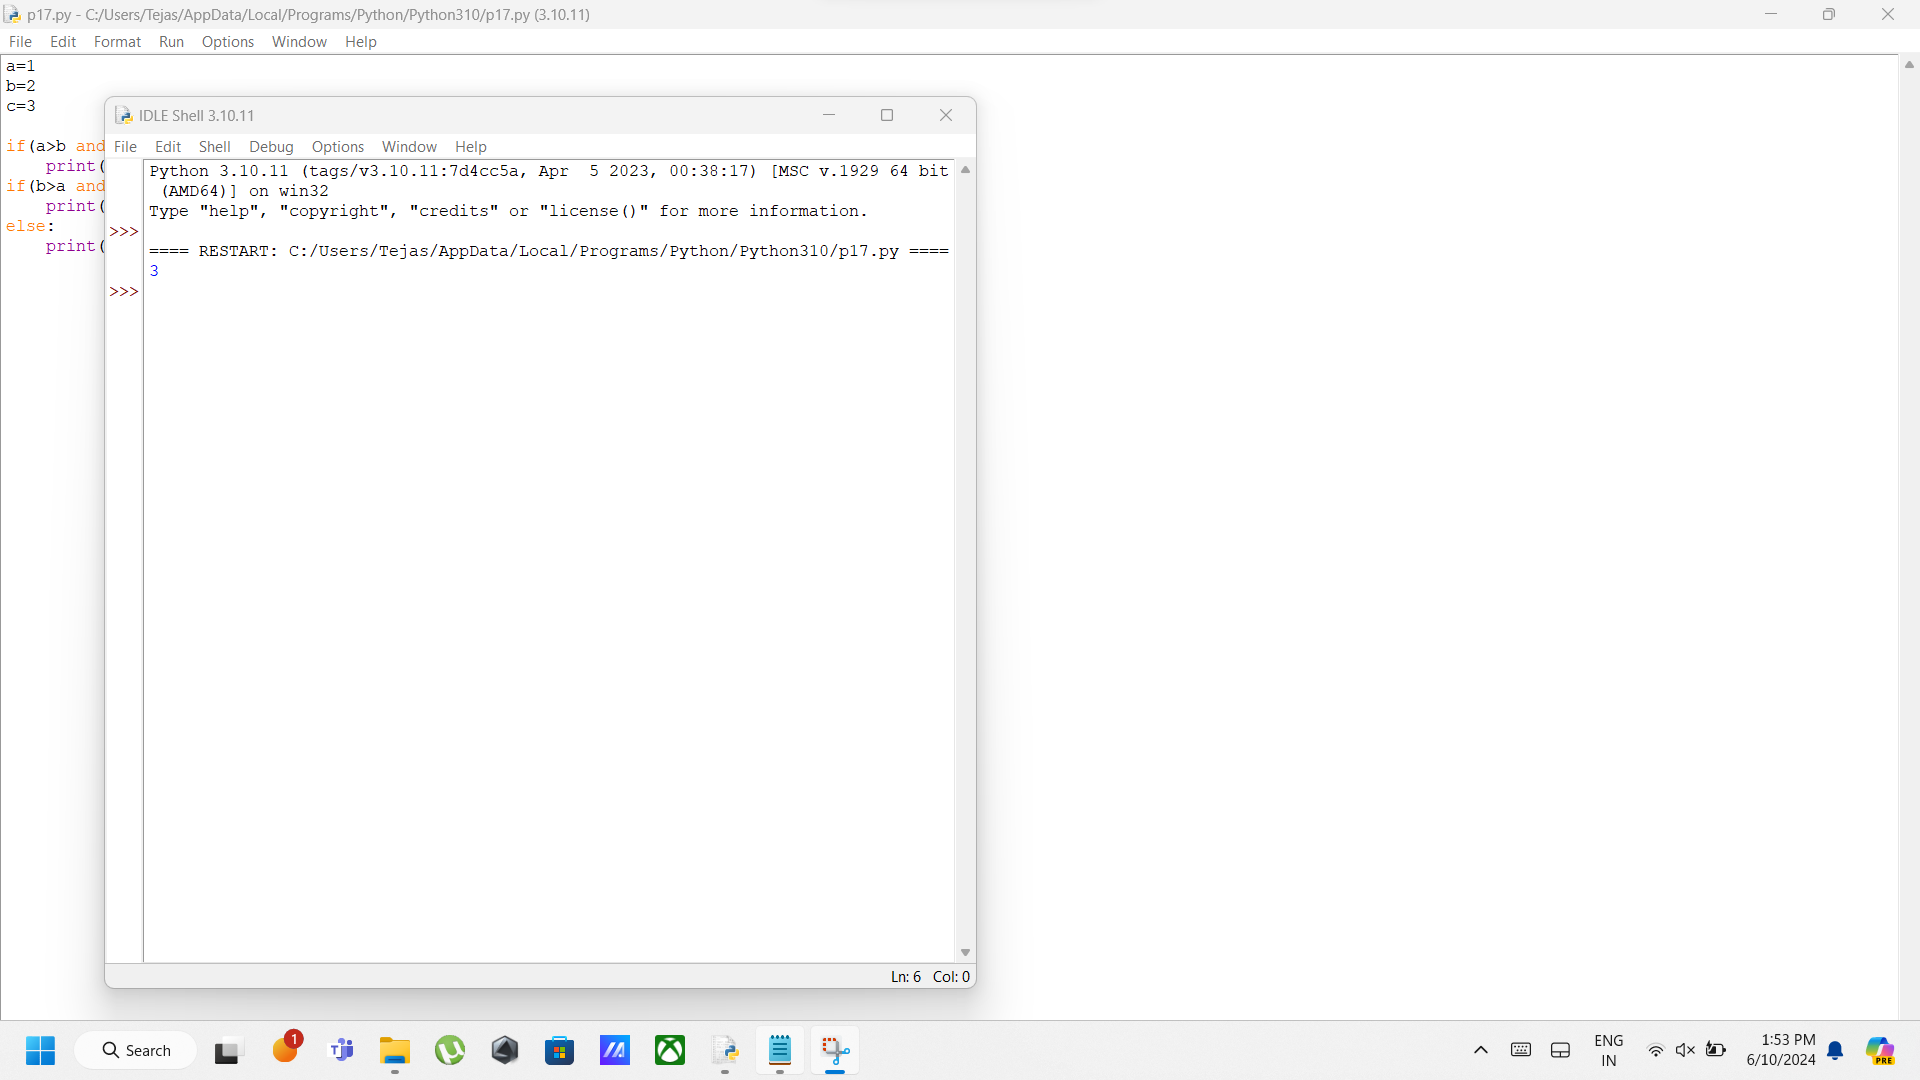 p17.py - C:/Users/Tejas/AppData/Local/Programs/Python/Python310/p17.py (3.10.11)
File Edit Format Run Options Window Help
a=1
b=2
c=3
if(a>b and
print(
if(b>a and
print(
else:
print(
IDLE Shell 3.10.11
File Edit Shell Debug Options Window Help
Python 3.10.11 (tags/v3.10.11:7d4cc5a, Apr  5 2023, 00:38:17) [MSC v.1929 64 bit
(AMD64)] on win32
Type "help", "copyright", "credits" or "license()" for more information.
>>>
==== RESTART: C:/Users/Tejas/AppData/Local/Programs/Python/Python310/p17.py ====
3
>>>
Ln: 6 Col: 0
Search
1
ENG
IN
1:53 PM
6/10/2024
PRE